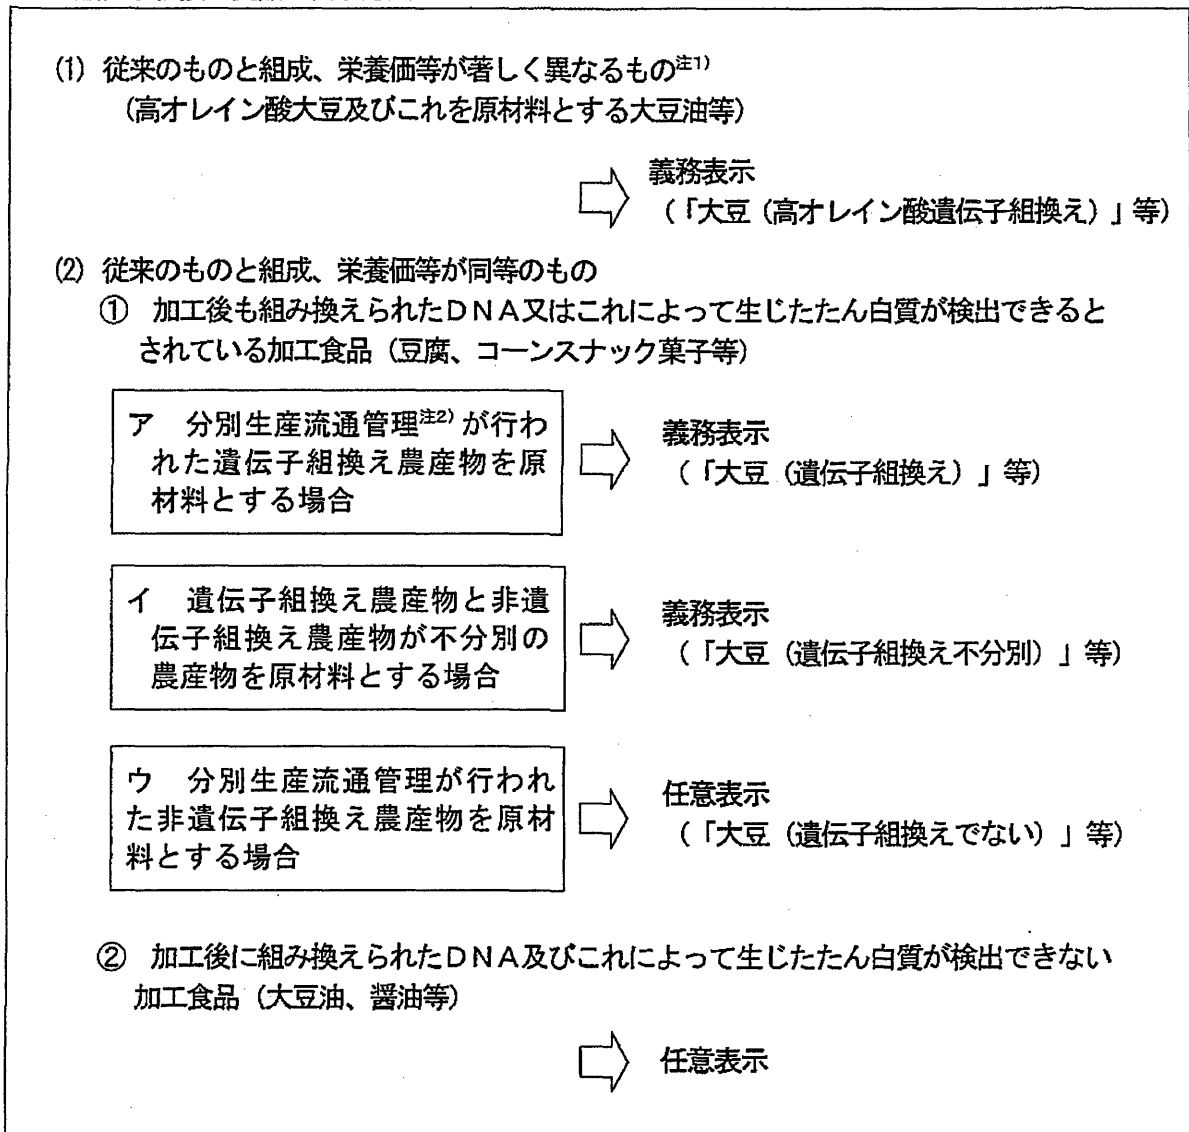 (1) 従来のものと組成、栄養価等が著しく異なるもの注1)
(高オレイン酸大豆及びこれを原材料とする大豆油等)
義務表示
(「大豆(高オレイン酸遺伝子組換え)」等)
(2) 従来のものと組成、栄養価等が同等のもの
① 加工後も組み換えられたDNA又はこれによって生じたたん白質が検出できると
されている加工食品(豆腐、コーンスナック菓子等)
ア 分別生産流通管理注2)が行わ
れた遺伝子組換え農産物を原
材料とする場合
義務表示
(「大豆(遺伝子組換え)」等)
イ 遺伝子組換え農産物と非遺
伝子組換え農産物が不分別の
農産物を原材料とする場合
義務表示
(「大豆(遺伝子組換え不分別)」等)
ウ 分別生産流通管理が行われ
た非遺伝子組換え農産物を原材
料とする場合
任意表示
(「大豆(遺伝子組換えでない)」等)
② 加工後に組み換えられたDNA及びこれによって生じたたん白質が検出できない
加工食品(大豆油、醤油等)
任意表示